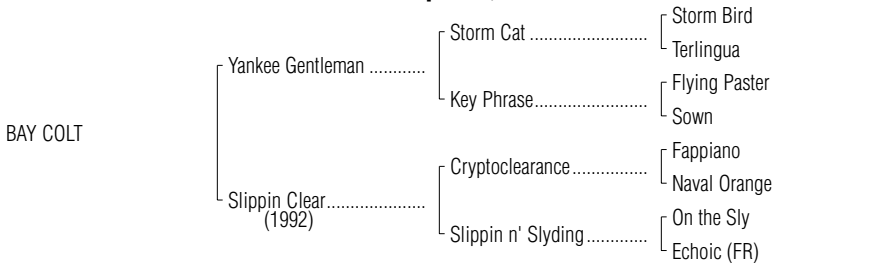 Storm Bird
Storm Cat ........................
Terlingua
Yankee Gentleman ............
Flying Paster
Key Phrase........................
Sown
BAY COLT
Fappiano
Cryptoclearance................
Naval Orange
Slippin Clear.....................
(1992)
On the Sly
Slippin n' Slyding.............
Echoic (FR)